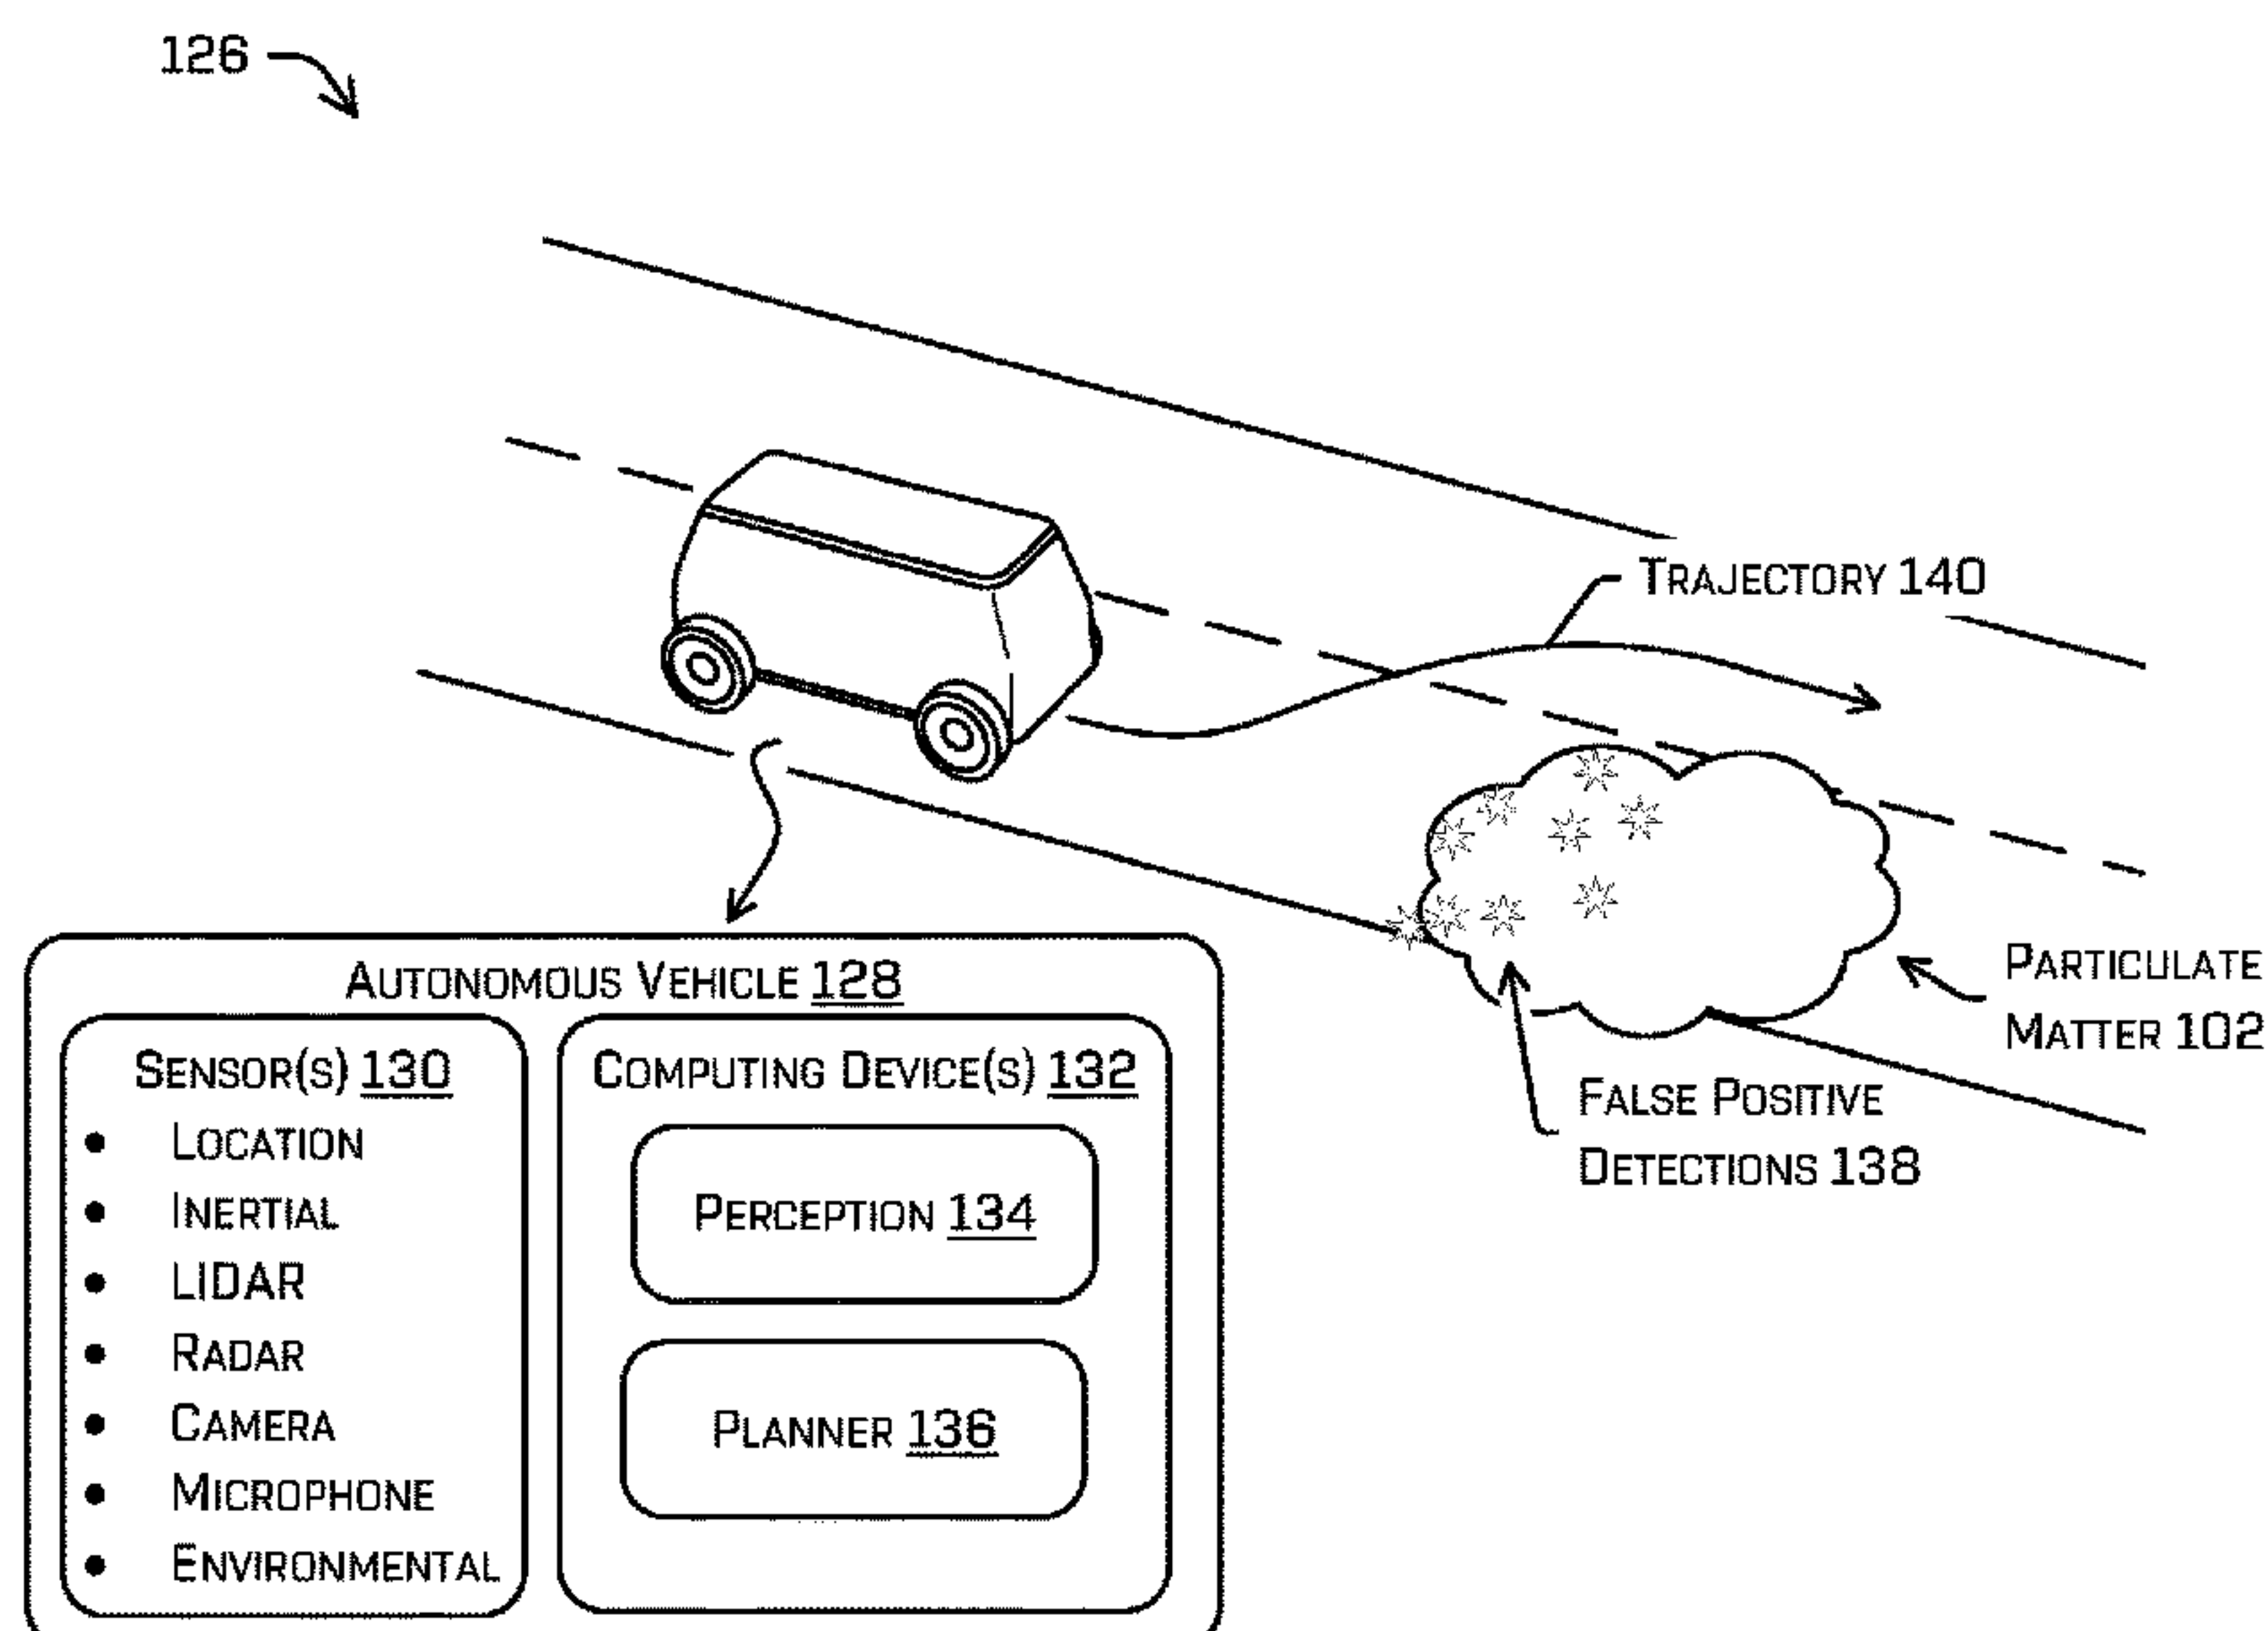 126
TRAJECTORY 140
PARTICULATE
MATTER 102
FALSE POSITIVE
DETECTIONS 138
AUTONOMOUS VEHICLE 128
SENSOR(S) 130
• LOCATION
• INERTIAL
• LIDAR
• RADAR
• CAMERA
• MICROPHONE
• ENVIRONMENTAL
COMPUTING DEVICE(S) 132
PERCEPTION 134
PLANNER 136